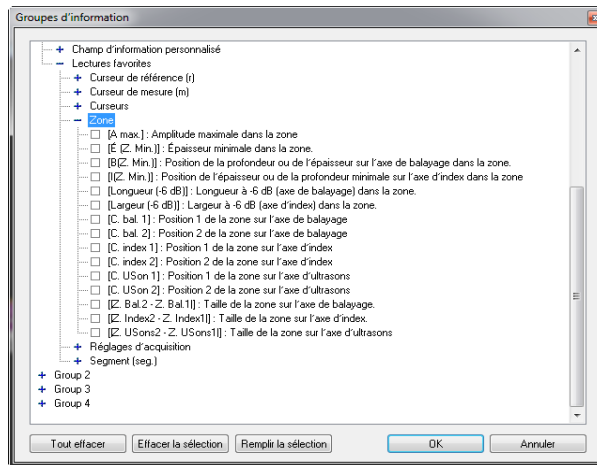 Groupes d'information
Champ d'information personnalisé
Lectures favorites
Curseur de référence (r)
Curseur de mesure (m)
Curseurs
Zone
[A max.] : Amplitude maximale dans la zone
[É (Z. Min.)] : Épaisseur minimale dans la zone.
[B(Z. Min.)] : Position de la profondeur ou de l'épaisseur sur l'axe de balayage dans la zone.
[I(Z. Min.)] : Position de l'épaisseur ou de la profondeur minimale sur l'axe d'index dans la zone
[Longueur (-6 dB)] : Longueur à -6 dB (axe de balayage) dans la zone.
[Largeur (-6 dB)] : Largeur à -6 dB (axe d'index) dans la zone.
[C. bal. 1] : Position 1 de la zone sur l'axe de balayage
[C. bal. 2] : Position 2 de la zone sur l'axe de balayage
[C. index 1] : Position 1 de la zone sur l'axe d'index
[C. index 2] : Position 2 de la zone sur l'axe d'index
[C. USon 1] : Position 1 de la zone sur l'axe d'ultrasons
[C. USon 2] : Position 2 de la zone sur l'axe d'ultrasons
[|Z. Bal.2 - Z. Bal.1|] : Taille de la zone sur l'axe de balayage.
[|Z. Index2 - Z. Index1|] : Taille de la zone sur l'axe d'index.
[|Z. USons2 - Z. USons1|] : Taille de la zone sur l'axe d'ultrasons
Réglages d'acquisition
Segment (seg.)
Group 2
Group 3
Group 4
Tout effacer Effacer la sélection Remplir la sélection OK Annuler